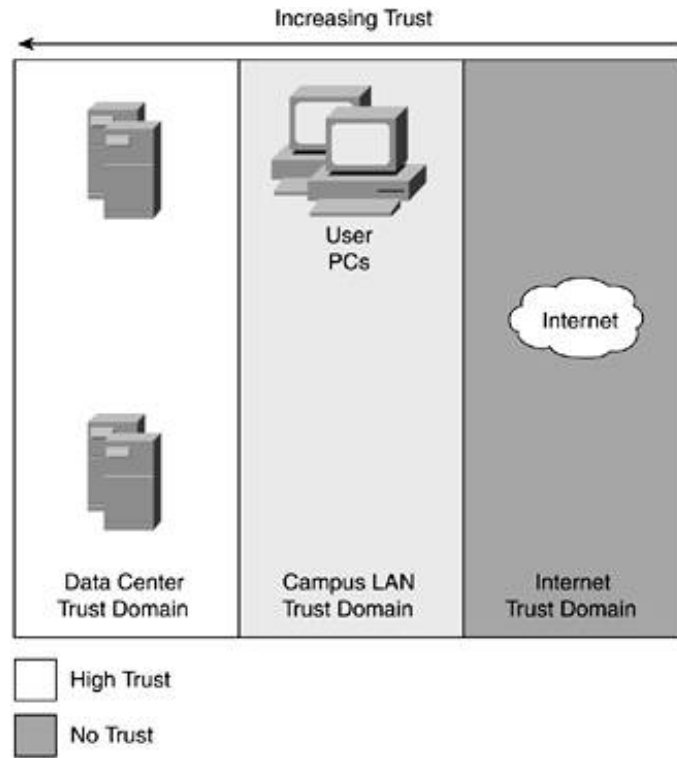 Increasing Trust
User
PCs
Internet
Data Center
Trust Domain
Campus LAN
Trust Domain
Internet
Trust Domain
High Trust
No Trust